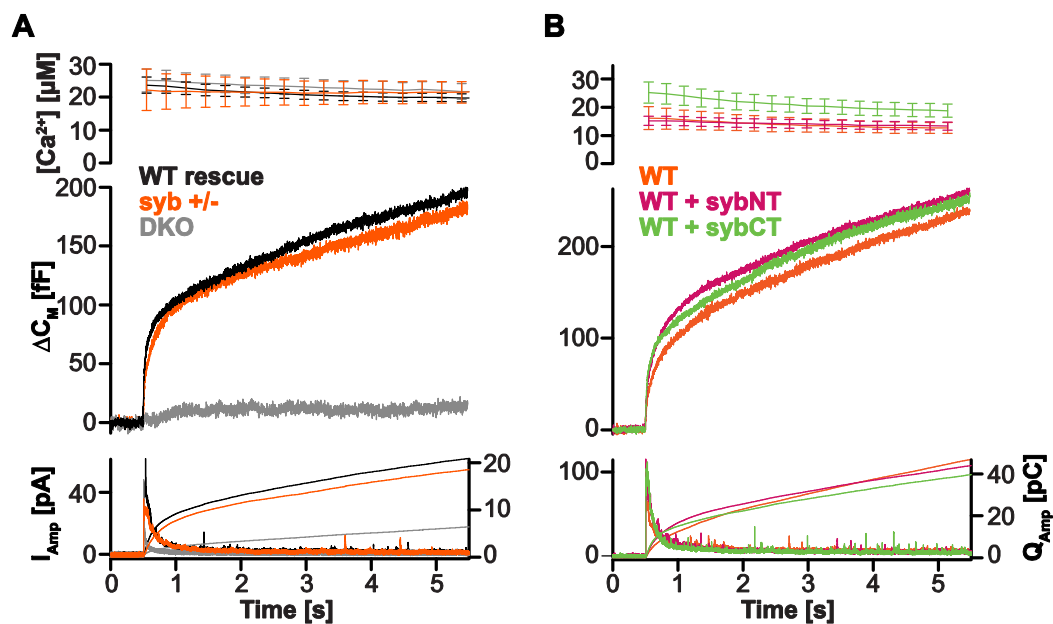 A
[Ca²⁺] [µM]
30
20
10
0
WT rescue
syb +/-
DKO
ΔC_M [fF]
200
150
100
50
0
I_Amp [pA]
40
0
20
10
0
0 1 2 3 4 5
Time [s]
B
30
20
10
0
WT
WT + sybNT
WT + sybCT
200
100
0
100
0
40
20
0
Q_Amp [pC]
0 1 2 3 4 5
Time [s]